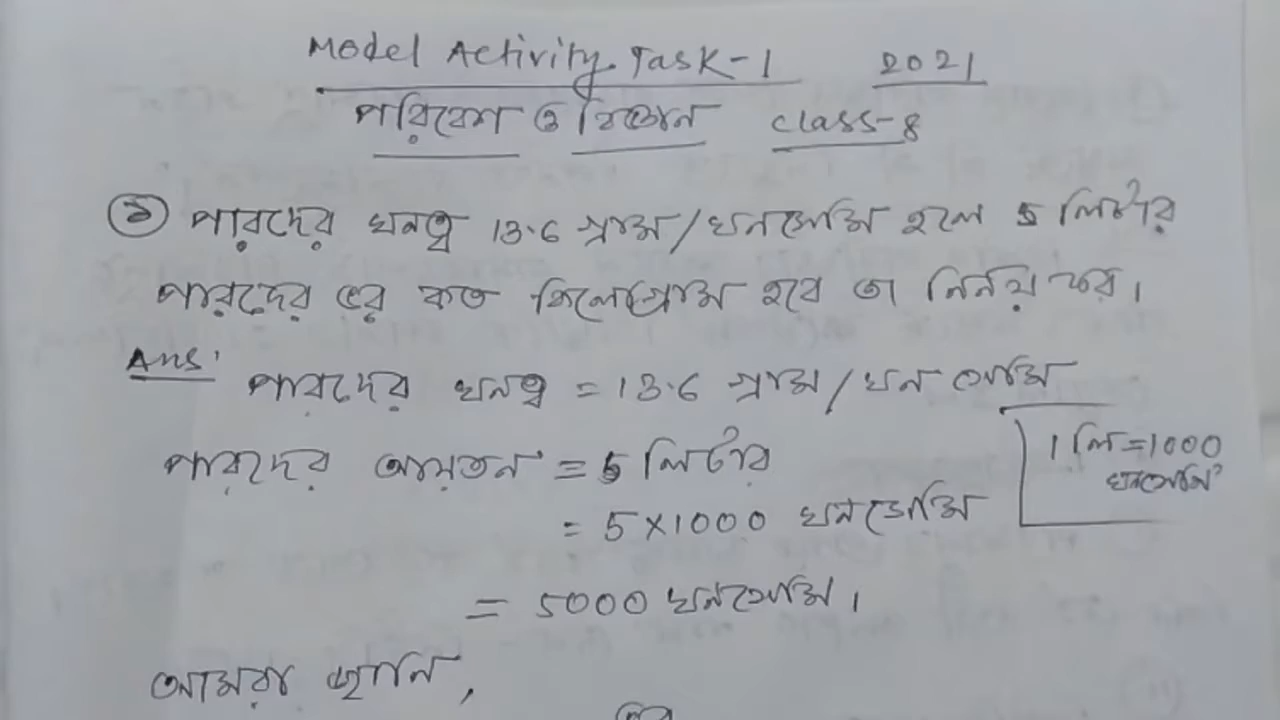 Model Activity Task-1 2021
পরিবেশ ও বিজ্ঞান class-8
১ পারদের ঘনত্ব 13.6 গ্রাম/ঘনসেমি হলে 5 লিটার
পারদের ভর কত কিলোগ্রাম হবে তা নির্নয় কর।
Ans: পারদের ঘনত্ব = 13.6 গ্রাম/ঘন সেমি
পারদের আয়তন = 5 লিটার
1 লি = 1000
ঘনসেমি
= 5×1000 ঘনসেমি
= 5000 ঘনসেমি।
আমরা জানি,